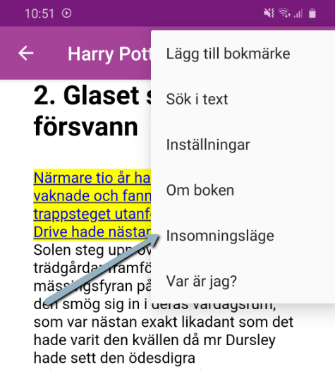 10:51
Harry Pott
Lägg till bokmärke
Sök i text
Inställningar
Om boken
Insomningsläge
Var är jag?
2. Glaset
försvann
Närmare tio år ha
vaknade och fann
trappsteget utanf
Drive hade nästan
Solen steg upp öv
trädgårdar framfö
mässingsfyran på
den smög sig in i deras vardagsrum,
som var nästan exakt likadant som det
hade varit den kvällen då mr Dursley
hade sett den ödesdigra